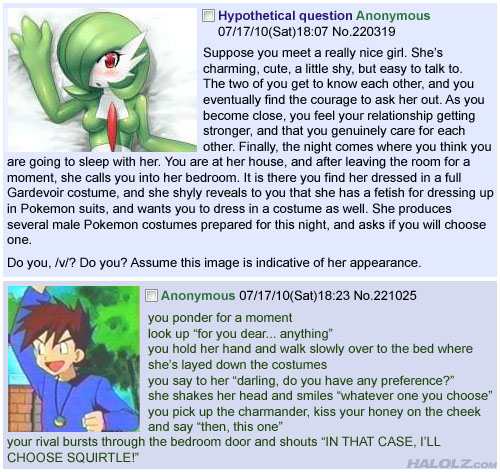 Hypothetical question Anonymous
07/17/10(Sat)18:07 No.220319
Suppose you meet a really nice girl. She's
charming, cute, a little shy, but easy to talk to.
The two of you get to know each other, and you
eventually find the courage to ask her out. As you
become close, you feel your relationship getting
stronger, and that you genuinely care for each
other. Finally, the night comes where you think you
are going to sleep with her. You are at her house, and after leaving the room for a
moment, she calls you into her bedroom. It is there you find her dressed in a full
Gardevoir costume, and she shyly reveals to you that she has a fetish for dressing up
in Pokemon suits, and wants you to dress in a costume as well. She produces
several male Pokemon costumes prepared for this night, and asks if you will choose
one.
Do you, /v/? Do you? Assume this image is indicative of her appearance.
Anonymous 07/17/10(Sat)18:23 No.221025
you ponder for a moment
look up "for you dear... anything"
you hold her hand and walk slowly over to the bed where
she's layed down the costumes
you say to her "darling, do you have any preference?"
she shakes her head and smiles "whatever one you choose"
you pick up the charmander, kiss your honey on the cheek
and say "then, this one"
your rival bursts through the bedroom door and shouts "IN THAT CASE, I'LL
CHOOSE SQUIRTLE!"
HALOLZ.COM